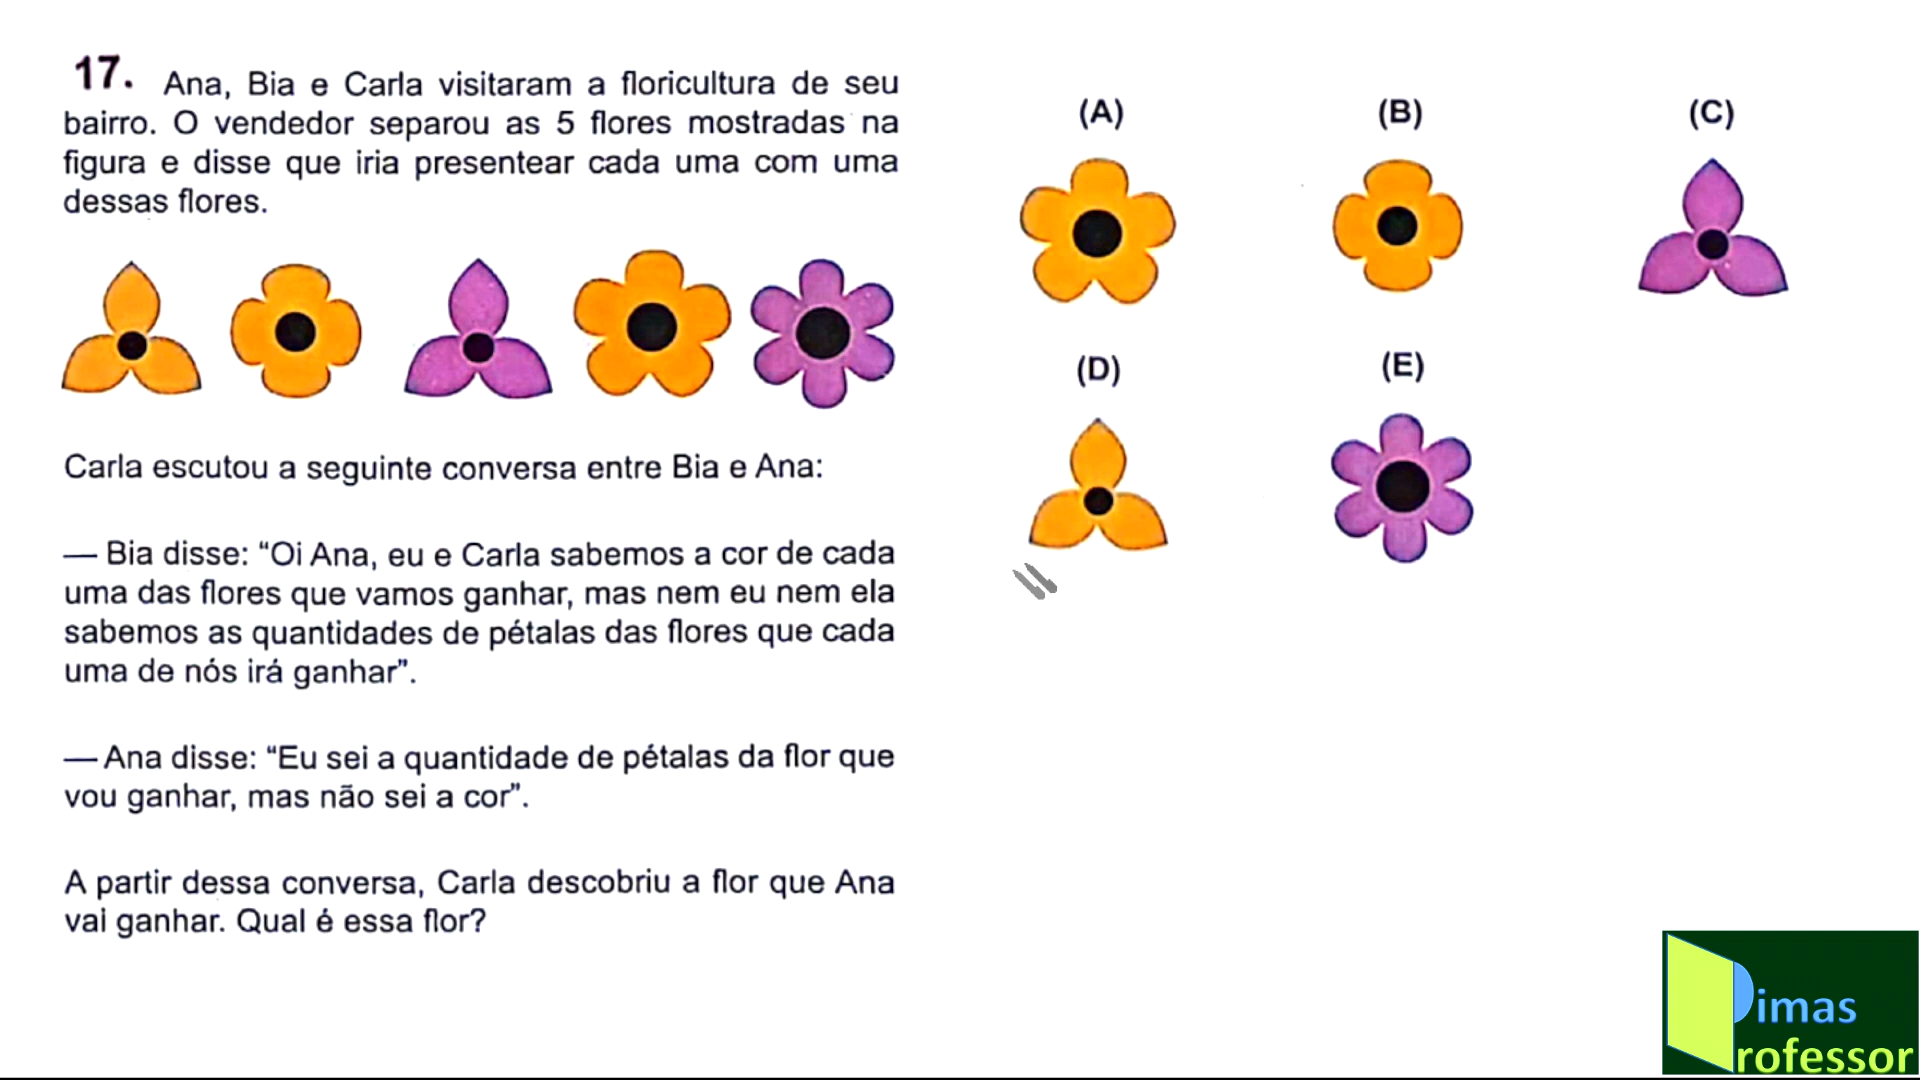 17. Ana, Bia e Carla visitaram a floricultura de seu
bairro. O vendedor separou as 5 flores mostradas na
figura e disse que iria presentear cada uma com uma
dessas flores.
Carla escutou a seguinte conversa entre Bia e Ana:
— Bia disse: “Oi Ana, eu e Carla sabemos a cor de cada
uma das flores que vamos ganhar, mas nem eu nem ela
sabemos as quantidades de pétalas das flores que cada
uma de nós irá ganhar”.
— Ana disse: “Eu sei a quantidade de pétalas da flor que
vou ganhar, mas não sei a cor”.
A partir dessa conversa, Carla descobriu a flor que Ana
vai ganhar. Qual é essa flor?
(A)
(B)
(C)
(D)
(E)
Dimas
Professor